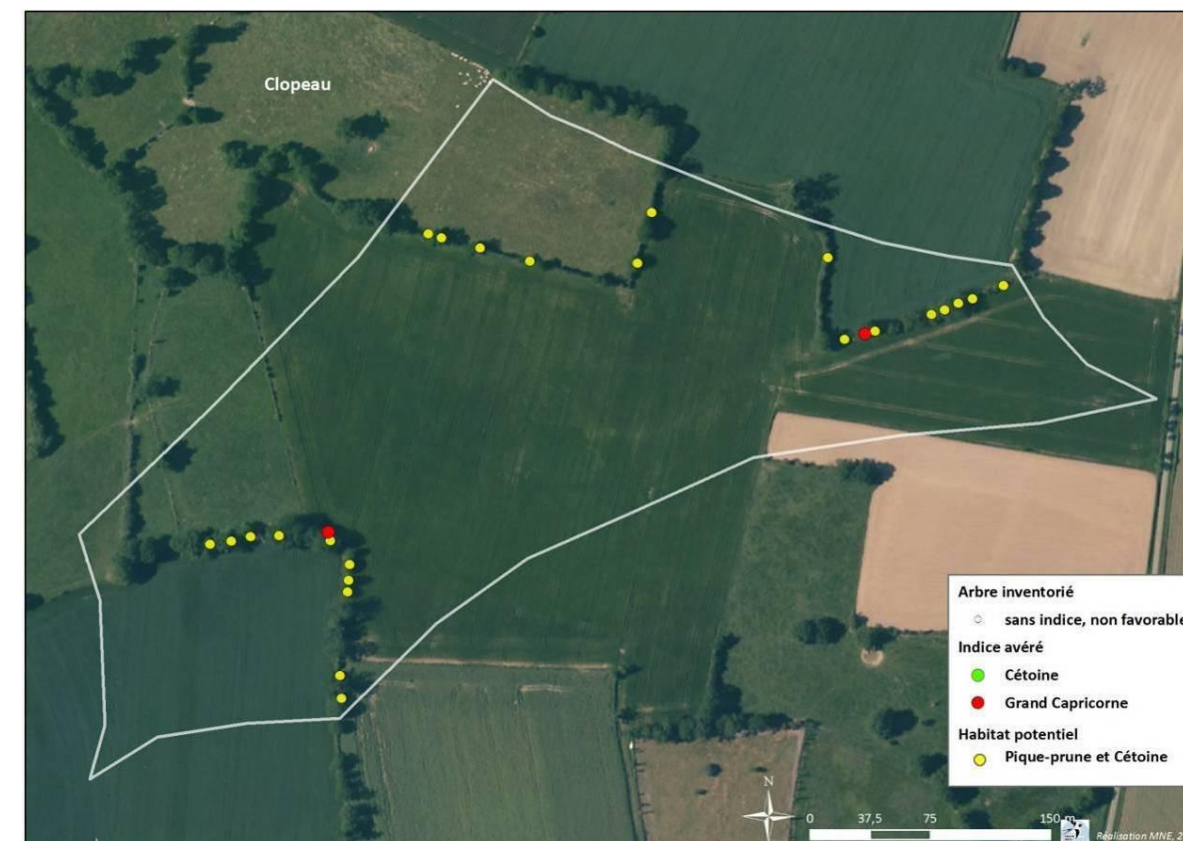 Clopeau
Arbre inventorié
sans indice, non favorable
Indice avéré
Cétoine
Grand Capricorne
Habitat potentiel
Pique-prune et Cétoine
N
0 37,5 75 150 m
Réalisation MNE, 2